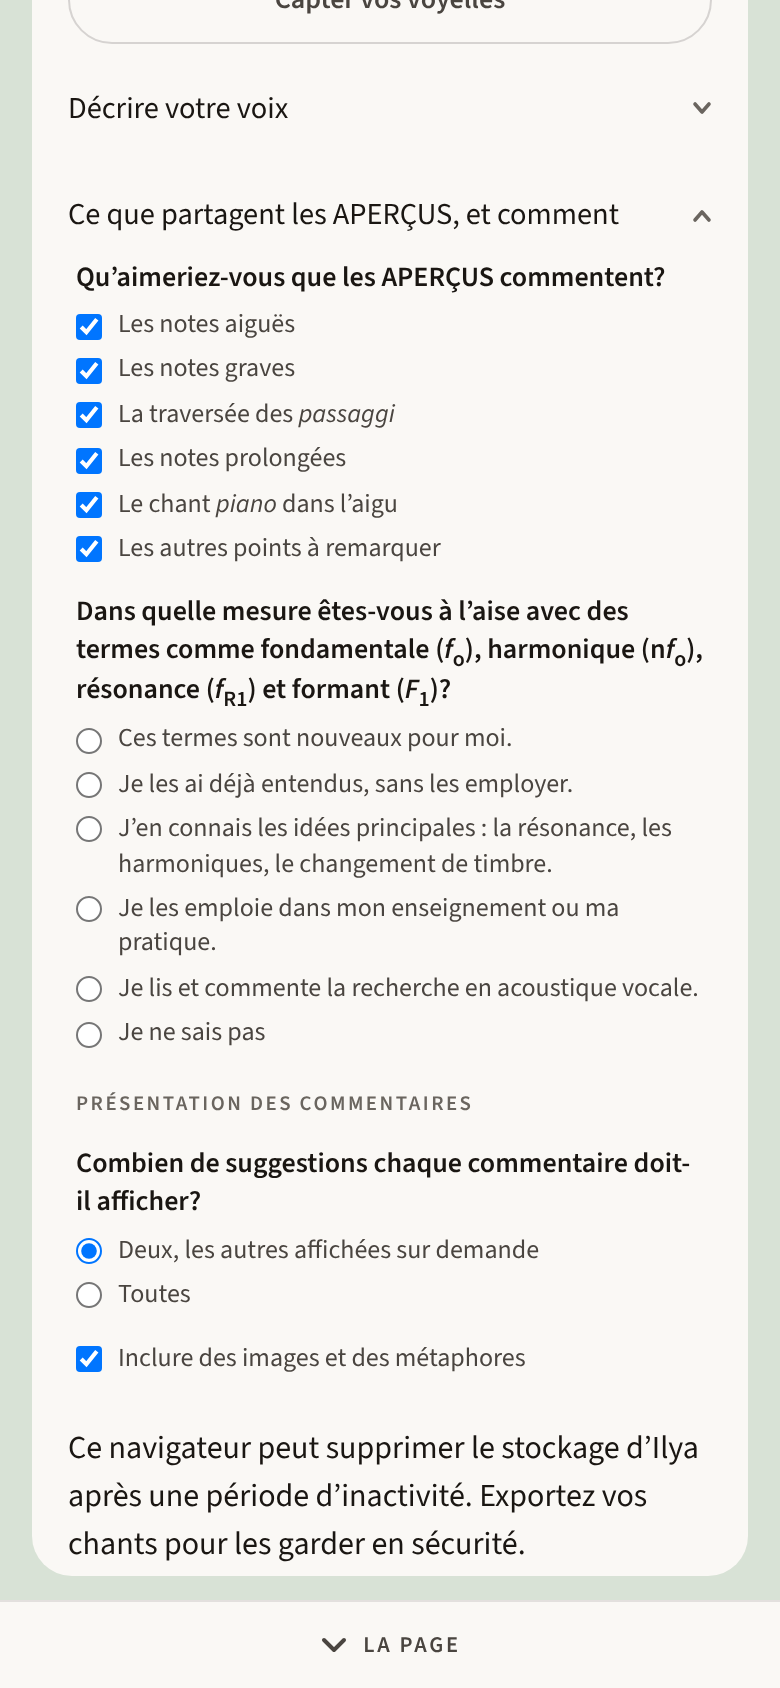 Capter vos voyelles
Décrire votre voix
Ce que partagent les APERÇUS, et comment
Qu’aimeriez-vous que les APERÇUS commentent?
Les notes aiguës
Les notes graves
La traversée des passaggi
Les notes prolongées
Le chant piano dans l’aigu
Les autres points à remarquer
Dans quelle mesure êtes-vous à l’aise avec des
termes comme fondamentale (fo), harmonique (nfo),
résonance (fR1) et formant (F1)?
Ces termes sont nouveaux pour moi.
Je les ai déjà entendus, sans les employer.
J’en connais les idées principales : la résonance, les
harmoniques, le changement de timbre.
Je les emploie dans mon enseignement ou ma
pratique.
Je lis et commente la recherche en acoustique vocale.
Je ne sais pas
PRÉSENTATION DES COMMENTAIRES
Combien de suggestions chaque commentaire doit-
il afficher?
Deux, les autres affichées sur demande
Toutes
Inclure des images et des métaphores
Ce navigateur peut supprimer le stockage d’Ilya
après une période d’inactivité. Exportez vos
chants pour les garder en sécurité.
LA PAGE